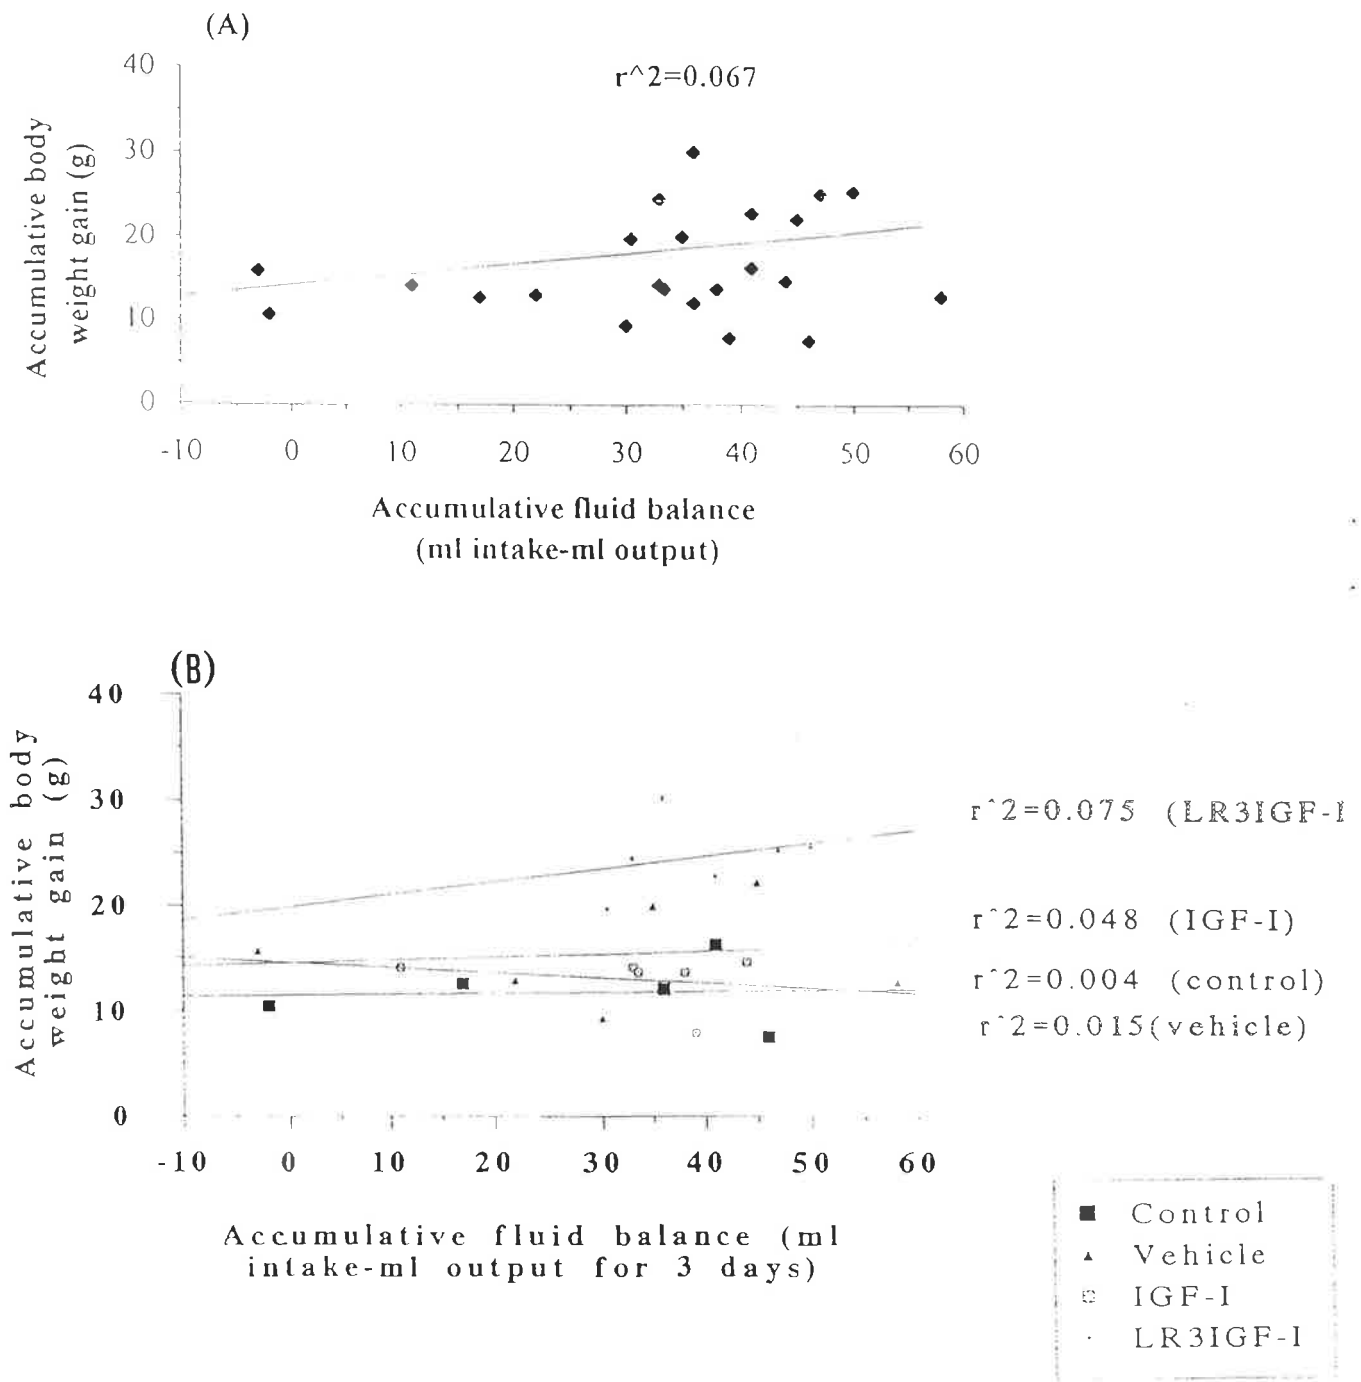 (A)
r^2=0.067
Accumulative body
weight gain (g)
40
30
20
10
0
-10 0 10 20 30 40 50 60
Accumulative fluid balance
(ml intake-ml output)
(B)
Accumulative body
weight gain (g)
40
30
20
10
0
r^2=0.075 (LR3IGF-I
r^2=0.048 (IGF-I)
r^2=0.004 (control)
r^2=0.015(vehicle)
-10 0 10 20 30 40 50 60
Accumulative fluid balance (ml
intake-ml output for 3 days)
Control
Vehicle
IGF-I
LR3IGF-I